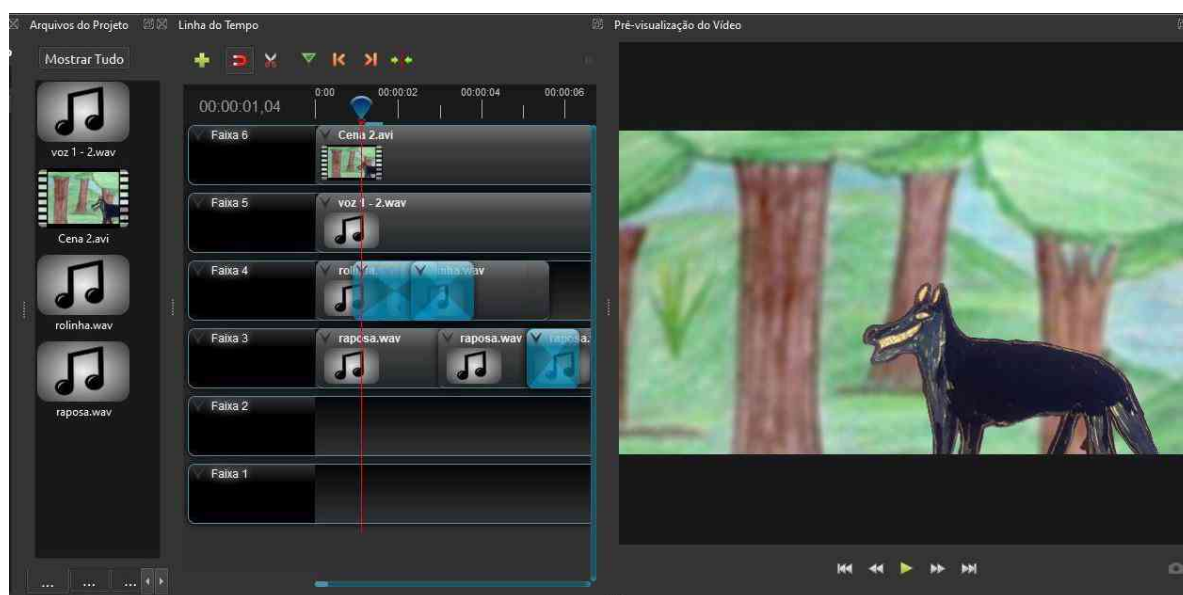 Arquivos do Projeto
Linha do Tempo
Pré-visualização do Vídeo
Mostrar Tudo
voz 1 - 2.wav
Cena 2.avi
rolinha.wav
raposa.wav
00:00:01,04
0:00
00:00:02
00:00:04
00:00:06
Faixa 6
Cena 2.avi
Faixa 5
voz 1 - 2.wav
Faixa 4
Faixa 3
raposa.wav
raposa.wav
Faixa 2
Faixa 1
... ... ...